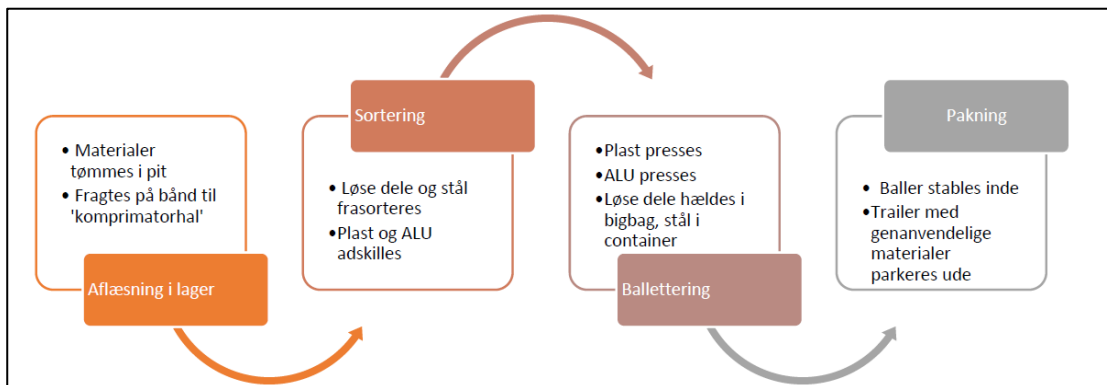 • Materialer
tømmes i pit
• Fragtes på bånd til
'komprimatorhal'
Aflæsning i lager
Sortering
• Løse dele og stål
frasorteres
• Plast og ALU
adskilles
•Plast presses
•ALU presses
•Løse dele hældes i
bigbag, stål i
container
Ballettering
Pakning
• Baller stables inde
•Trailer med
genanvendelige
materialer
parkeres ude